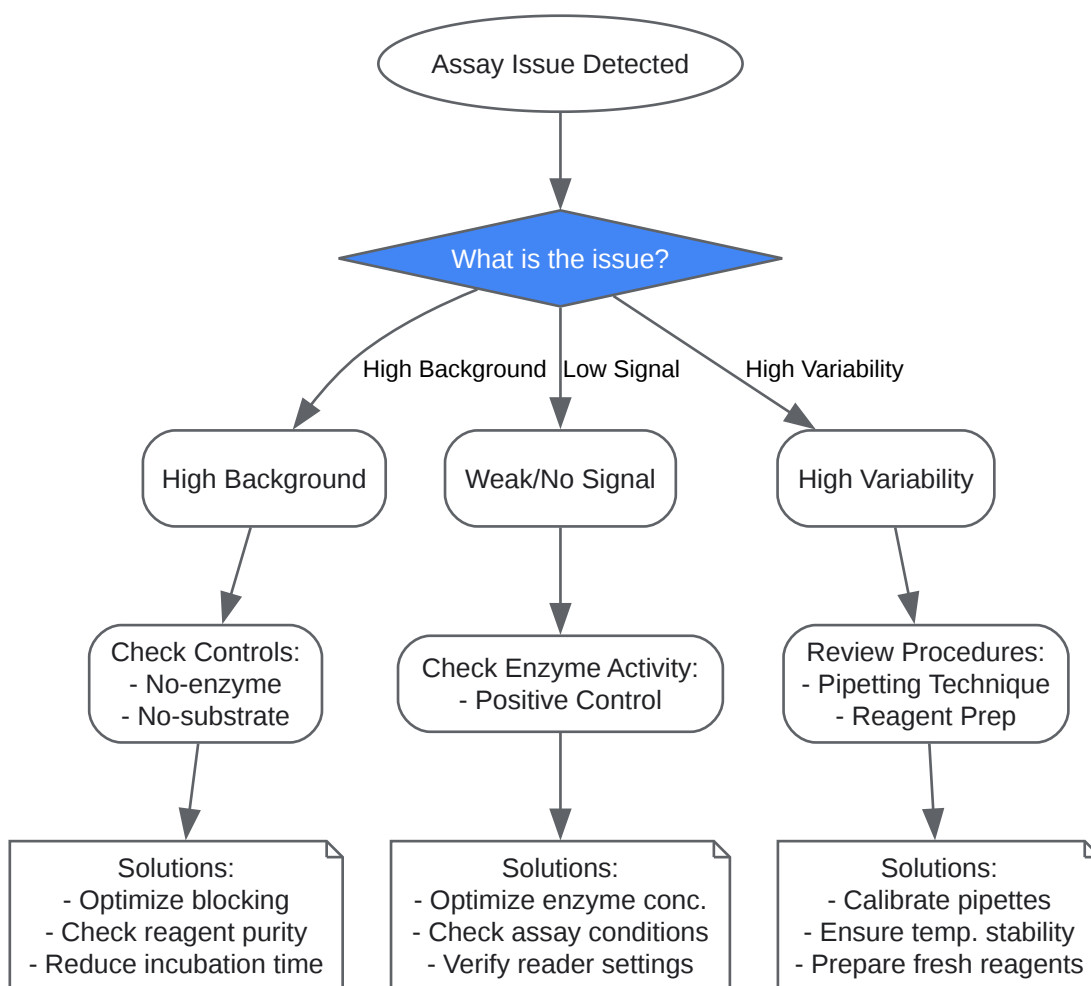 Assay Issue Detected
What is the issue?
High Background
Low Signal
High Variability
High Background
Weak/No Signal
High Variability
Check Controls:
- No-enzyme
- No-substrate
Check Enzyme Activity:
- Positive Control
Review Procedures:
- Pipetting Technique
- Reagent Prep
Solutions:
- Optimize blocking
- Check reagent purity
- Reduce incubation time
Solutions:
- Optimize enzyme conc.
- Check assay conditions
- Verify reader settings
Solutions:
- Calibrate pipettes
- Ensure temp. stability
- Prepare fresh reagents